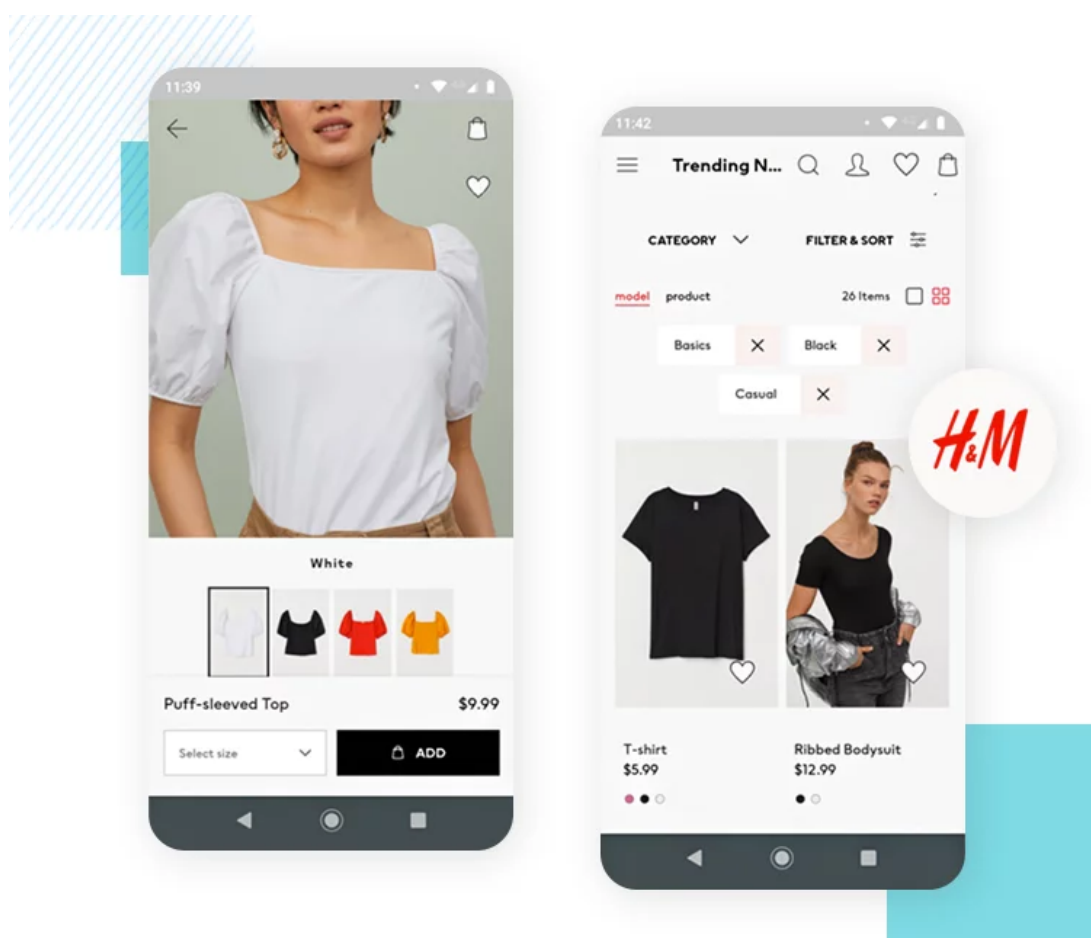 11:39
White
Puff-sleeved Top
$9.99
Select size
ADD
11:42
Trending N...
CATEGORY
FILTER & SORT
model product
26 Items
Basics
Black
Casual
H&M
T-shirt
$5.99
Ribbed Bodysuit
$12.99